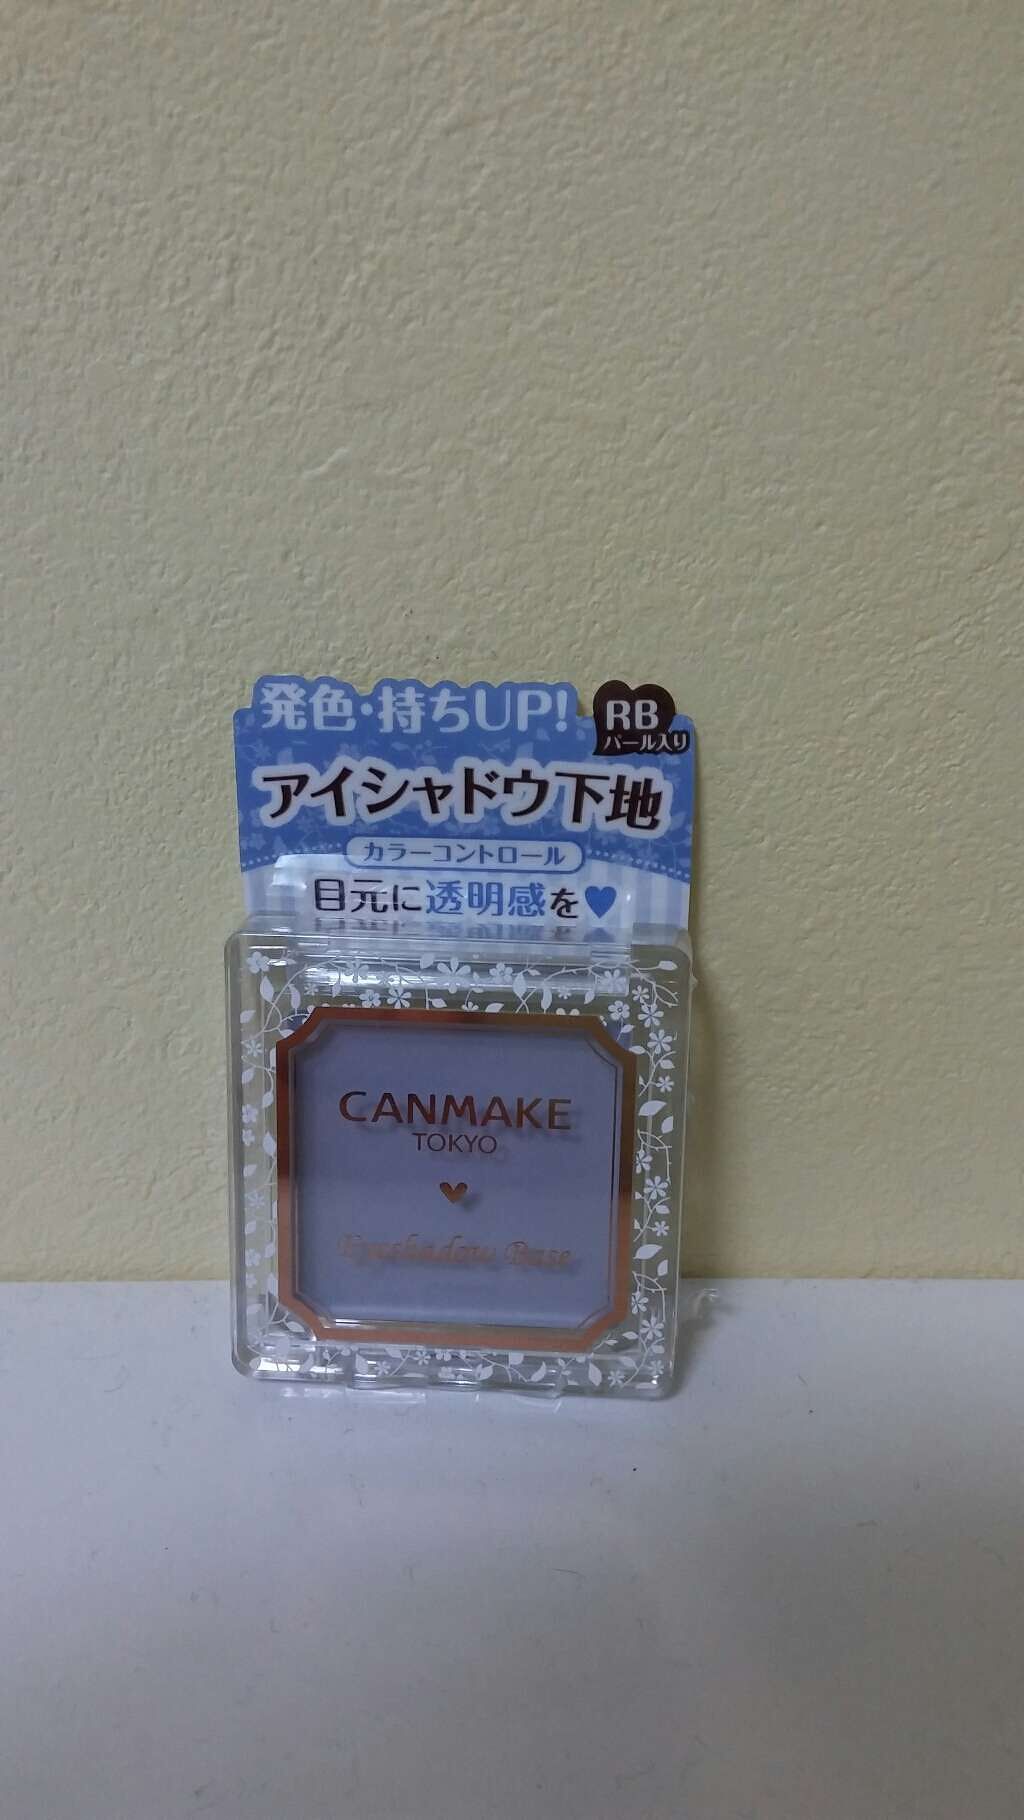 発色・持ちUP!
RB
パール入り
アイシャドウ下地
カラーコントロール
目元に透明感を♥
CANMAKE
TOKYO
Eyeshadow Base